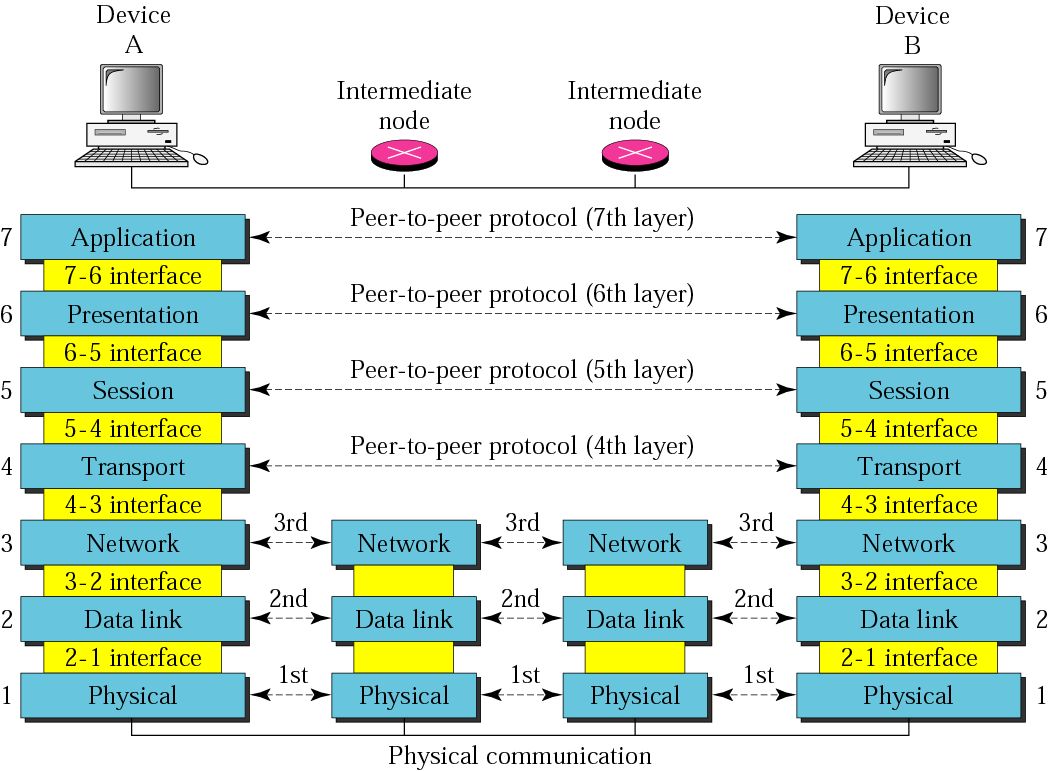 Device
A
Device
B
Intermediate
node
Intermediate
node
7 Application Peer-to-peer protocol (7th layer) Application 7
7-6 interface 7-6 interface
6 Presentation Peer-to-peer protocol (6th layer) Presentation 6
6-5 interface 6-5 interface
5 Session Peer-to-peer protocol (5th layer) Session 5
5-4 interface 5-4 interface
4 Transport Peer-to-peer protocol (4th layer) Transport 4
4-3 interface 4-3 interface
3 Network 3rd Network 3rd Network 3rd Network 3
3-2 interface 3-2 interface
2 Data link 2nd Data link 2nd Data link 2nd Data link 2
2-1 interface 2-1 interface
1 Physical 1st Physical 1st Physical 1st Physical 1
Physical communication